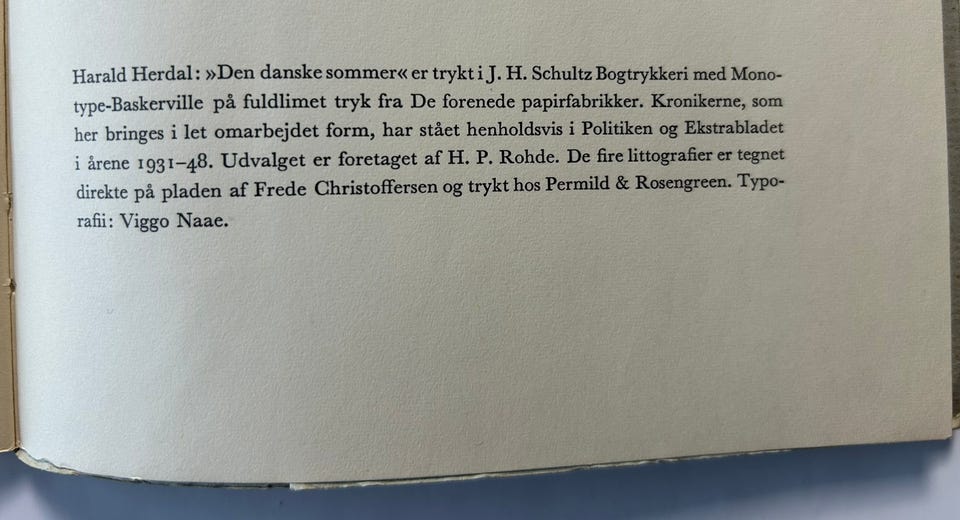 Harald Herdal: »Den danske sommer« er trykt i J. H. Schultz Bogtrykkeri med Mono-
type-Baskerville på fuldlimet tryk fra De forenede papirfabrikker. Kronikerne, som
her bringes i let omarbejdet form, har stået henholdsvis i Politiken og Ekstrabladet
i årene 1931–48. Udvalget er foretaget af H. P. Rohde. De fire littografier er tegnet
direkte på pladen af Frede Christoffersen og trykt hos Permild & Rosengreen. Typo-
rafii: Viggo Naae.